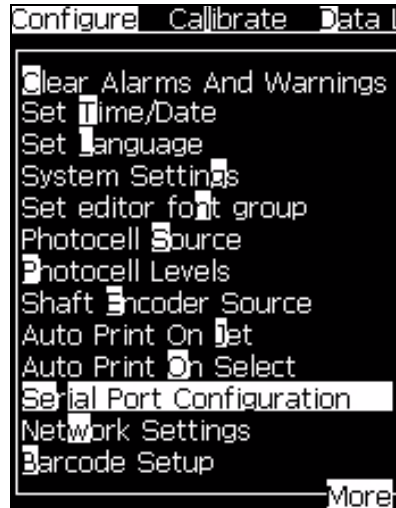 Configure Calibrate Data L
Clear Alarms And Warnings
Set Time/Date
Set Language
System Settings
Set editor font group
Photocell Source
Photocell Levels
Shaft Encoder Source
Auto Print On Jet
Auto Print On Select
Serial Port Configuration
Network Settings
Barcode Setup
More